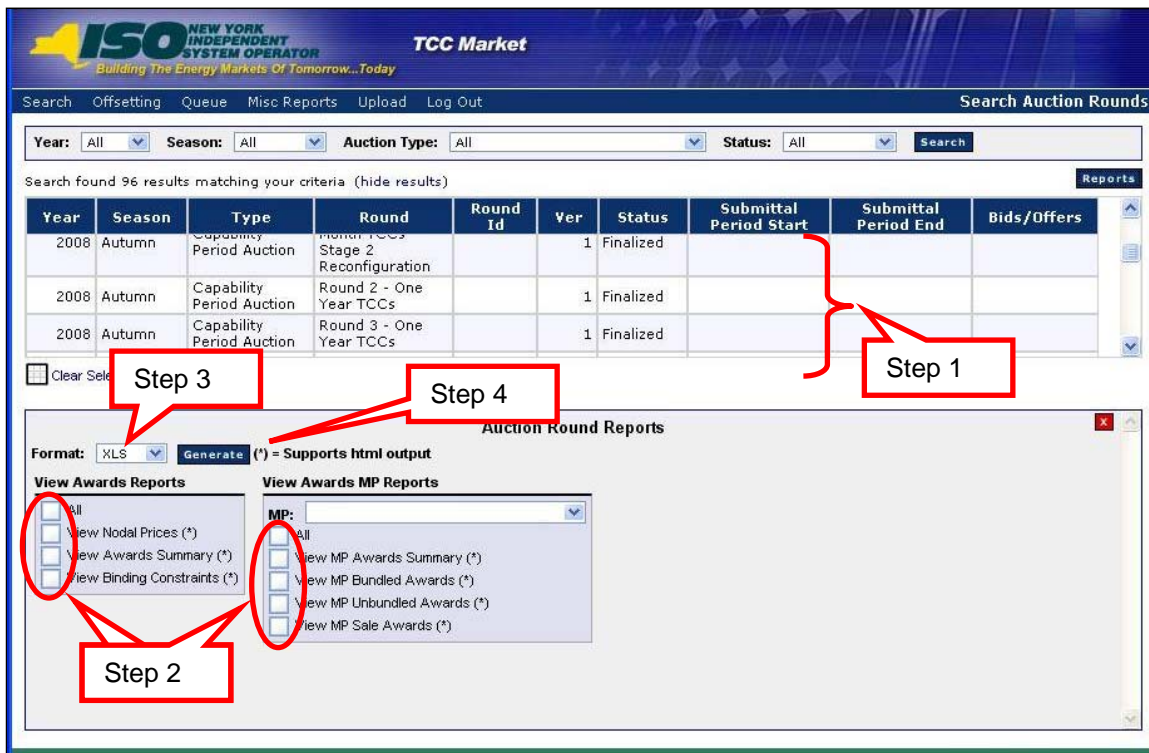 NEW YORK
ISO INDEPENDENT
SYSTEM OPERATOR
Building The Energy Markets Of Tomorrow...Today
TCC Market
Search Offsetting Queue Misc Reports Upload Log Out Search Auction Rounds
Year: All Season: All Auction Type: All Status: All Search
Search found 96 results matching your criteria (hide results) Reports
Year Season Type Round Round Id Ver Status Submittal Period Start Submittal Period End Bids/Offers
2008 Autumn Capability Period Auction Month TCCs Stage 2 Reconfiguration 1 Finalized
2008 Autumn Capability Period Auction Round 2 - One Year TCCs 1 Finalized
2008 Autumn Capability Period Auction Round 3 - One Year TCCs 1 Finalized
Step 1
Clear Sele
Step 3
Step 4
Auction Round Reports X
Format: XLS Generate (*) = Supports html output
View Awards Reports
All
View Nodal Prices (*)
View Awards Summary (*)
View Binding Constraints (*)
View Awards MP Reports
MP:
All
View MP Awards Summary (*)
View MP Bundled Awards (*)
View MP Unbundled Awards (*)
View MP Sale Awards (*)
Step 2